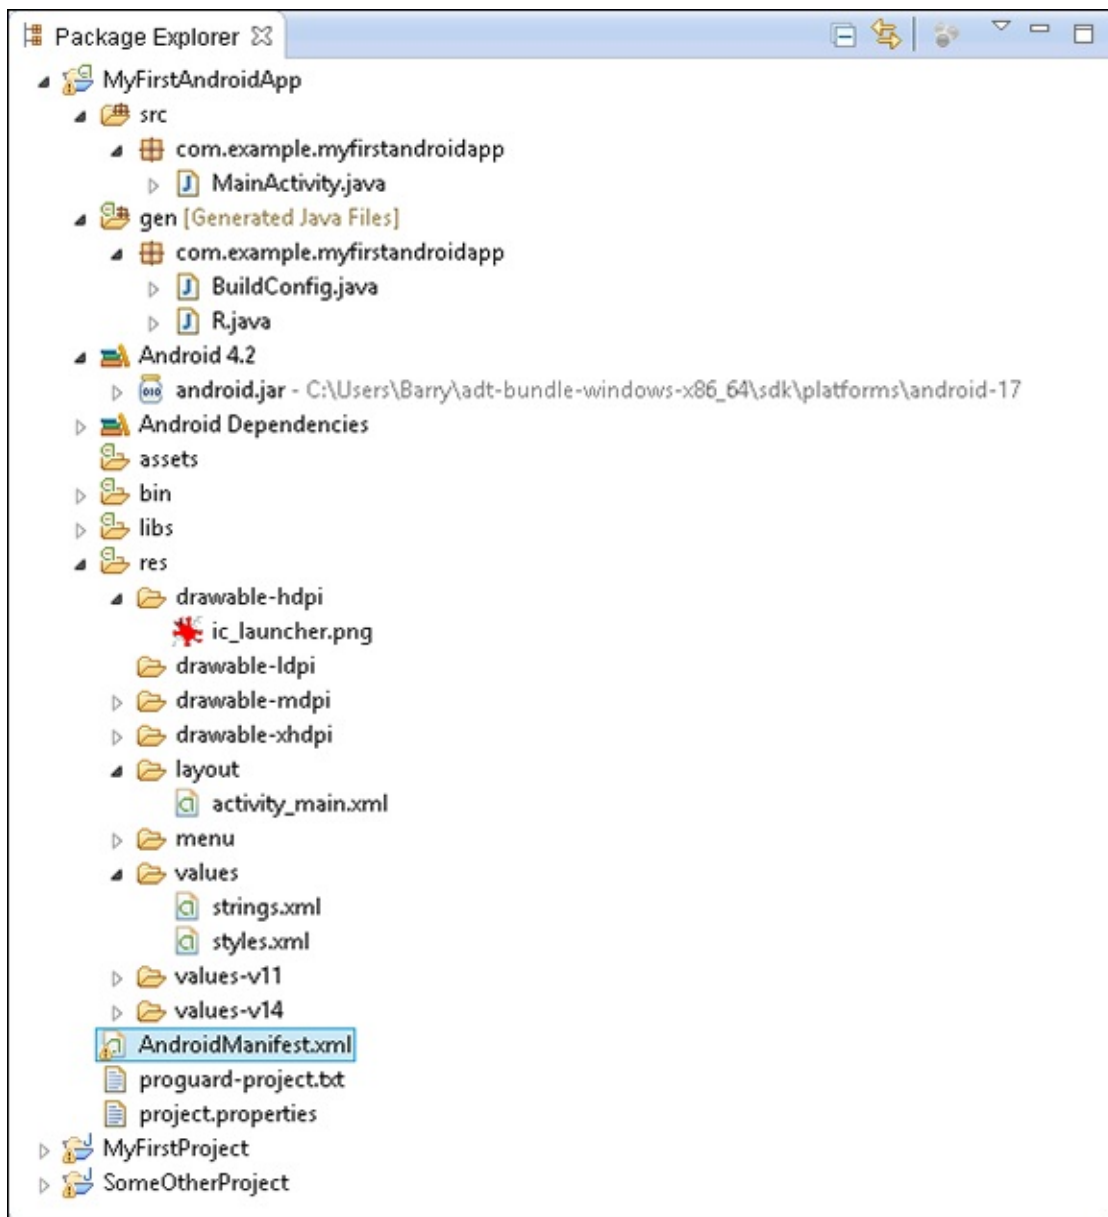 Package Explorer
MyFirstAndroidApp
src
com.example.myfirstandroidapp
MainActivity.java
gen [Generated Java Files]
com.example.myfirstandroidapp
BuildConfig.java
R.java
Android 4.2
android.jar - C:\Users\Barry\adt-bundle-windows-x86_64\sdk\platforms\android-17
Android Dependencies
assets
bin
libs
res
drawable-hdpi
ic_launcher.png
drawable-ldpi
drawable-mdpi
drawable-xhdpi
layout
activity_main.xml
menu
values
strings.xml
styles.xml
values-v11
values-v14
AndroidManifest.xml
proguard-project.txt
project.properties
MyFirstProject
SomeOtherProject